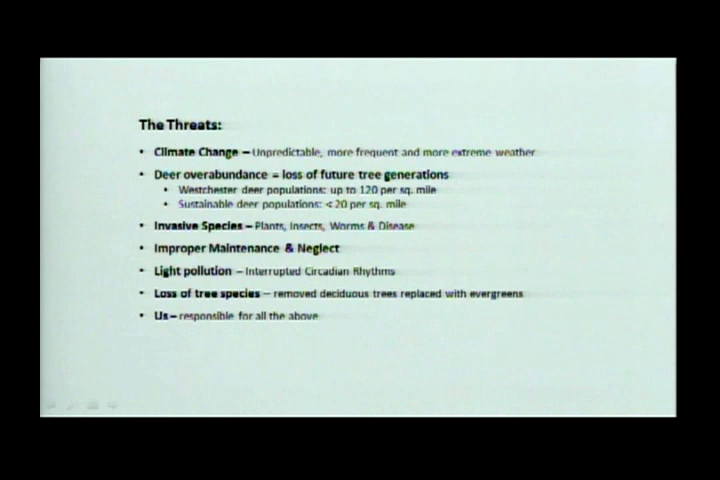 The Threats:
• Climate Change – Unpredictable, more frequent and more extreme weather
• Deer overabundance = loss of future tree generations
• Westchester deer populations: up to 120 per sq. mile
• Sustainable deer populations: < 20 per sq. mile
• Invasive Species – Plants, Insects, Worms & Disease
• Improper Maintenance & Neglect
• Light pollution – Interrupted Circadian Rhythms
• Loss of tree species – removed deciduous trees replaced with evergreens
• Us – responsible for all the above